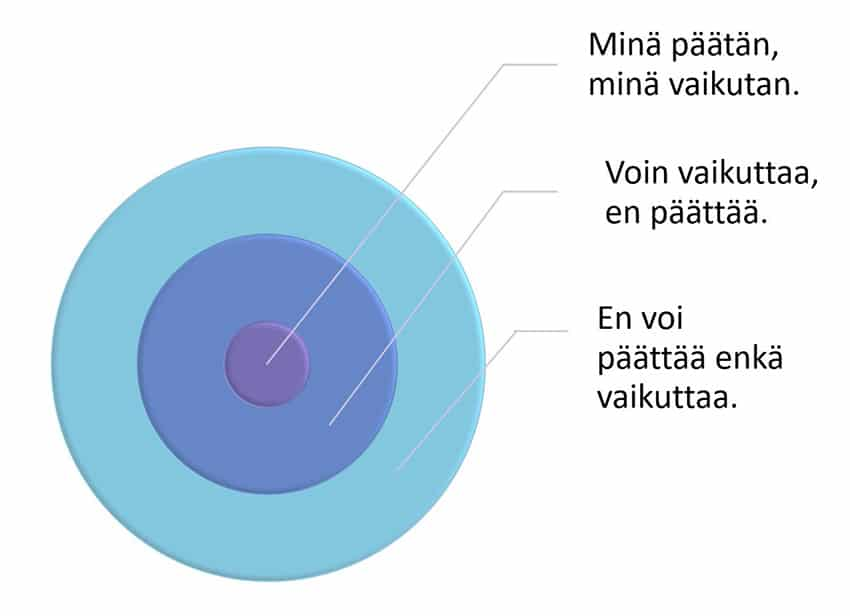 Minä päätän,
minä vaikutan.
Voin vaikuttaa,
en päättää.
En voi
päättää enkä
vaikuttaa.